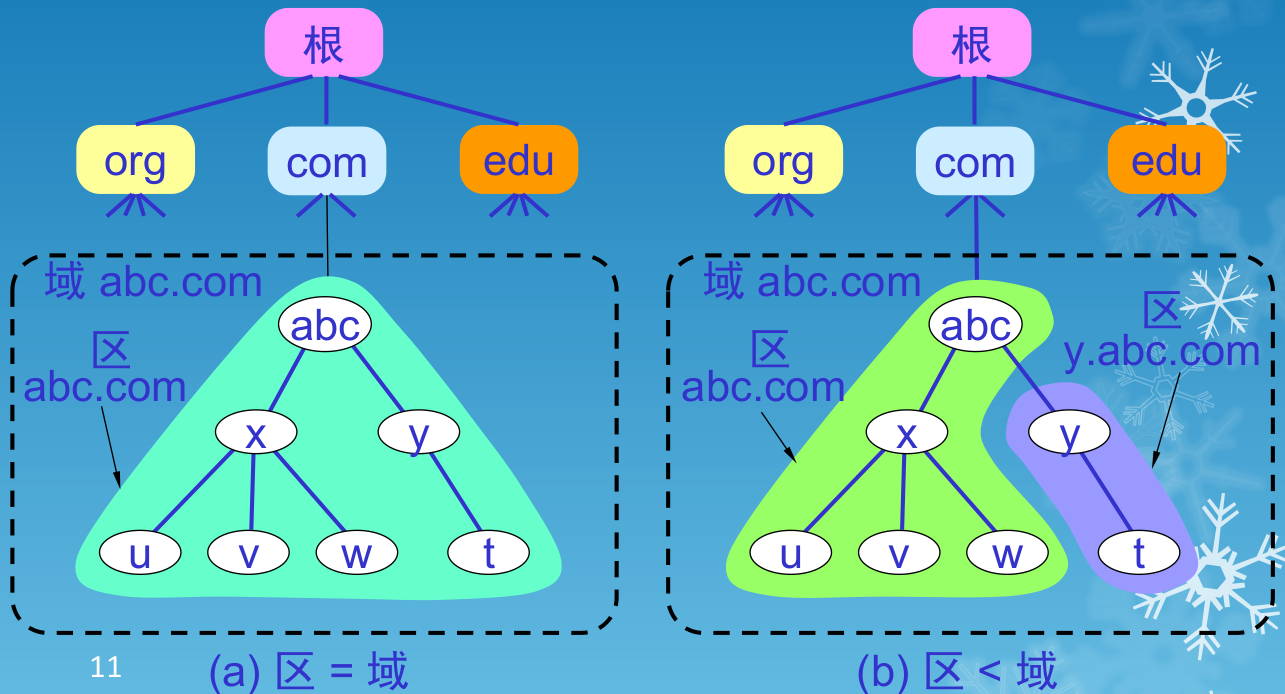 根
org
com
edu
域 abc.com
区
abc.com
abc
x
y
u
v
w
t
(a) 区 = 域
根
org
com
edu
域 abc.com
区
abc.com
区
y.abc.com
abc
x
y
u
v
w
t
(b) 区 < 域
11